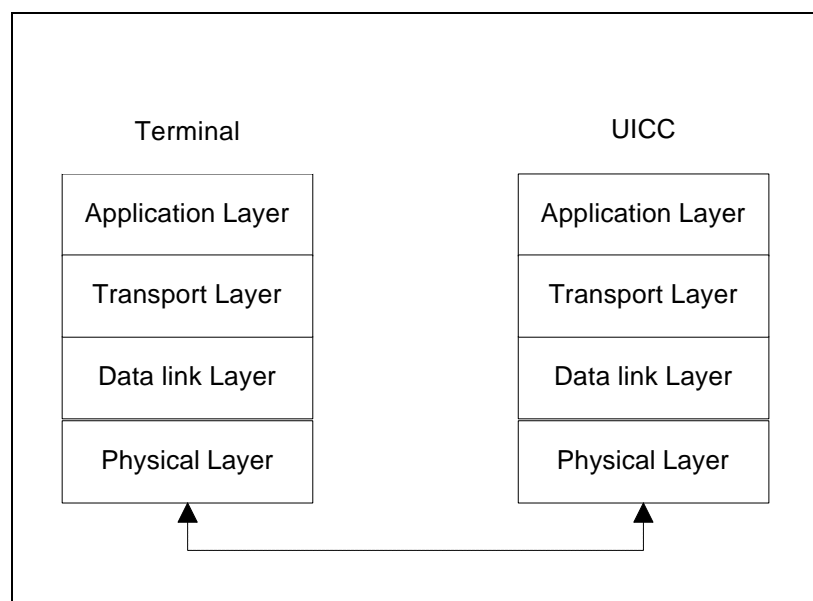 Terminal
UICC
Application Layer
Application Layer
Transport Layer
Transport Layer
Data link Layer
Data link Layer
Physical Layer
Physical Layer